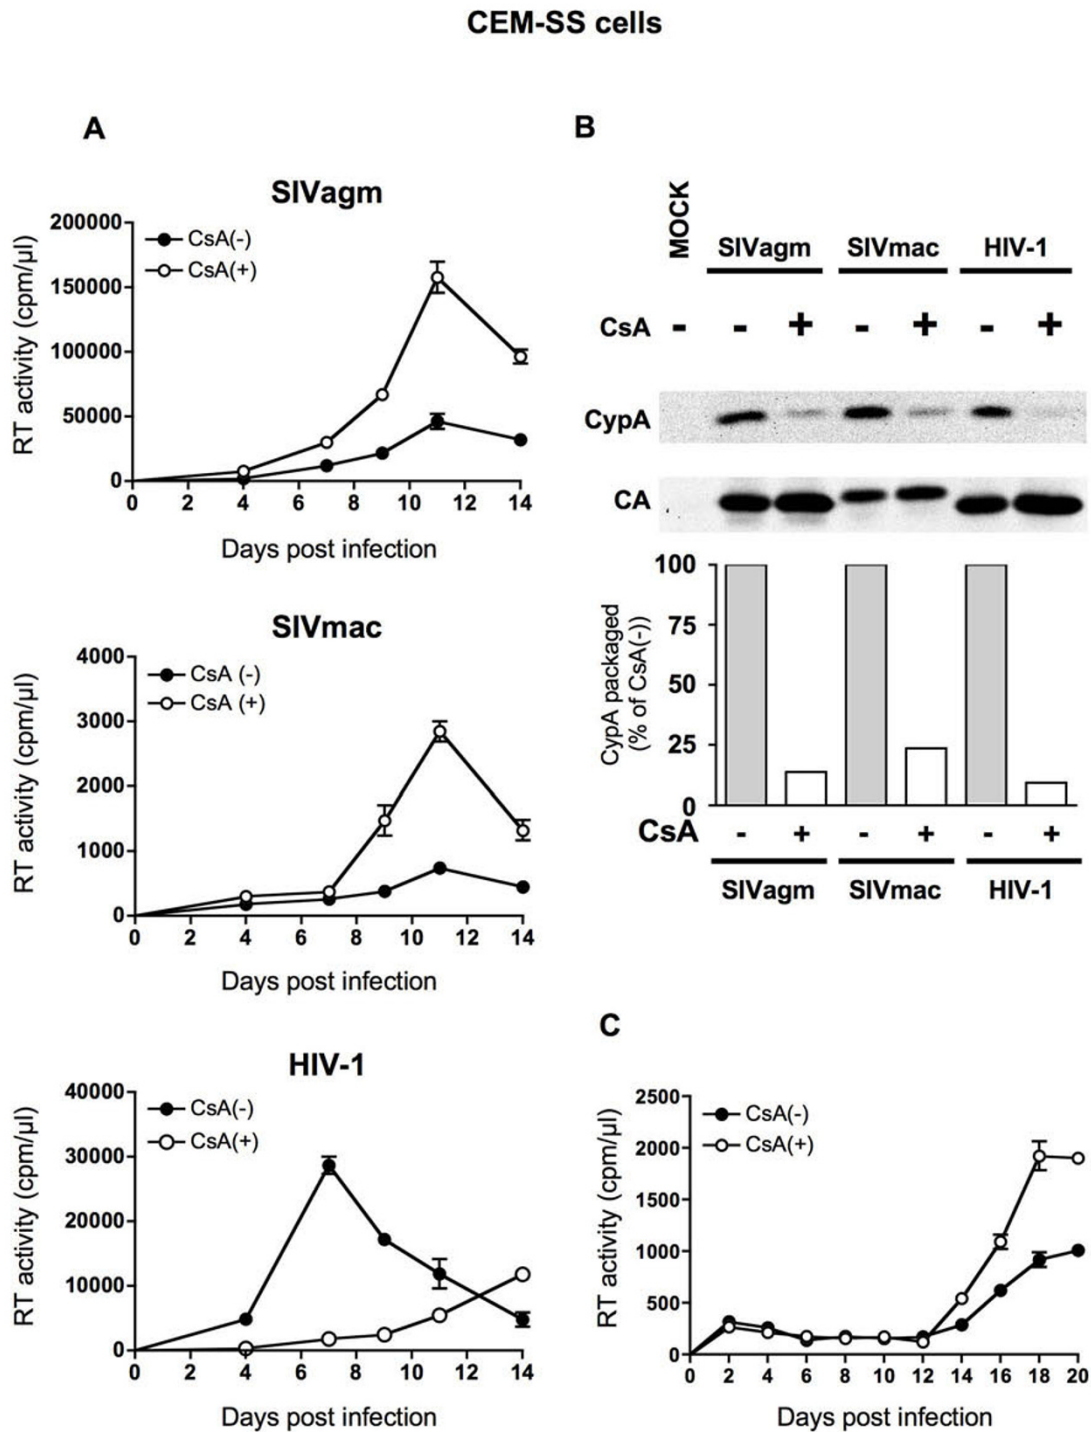 CEM-SS cells
A
SIVagm
200000
150000
100000
50000
0
RT activity (cpm/µl)
CsA(-)
CsA(+)
0 2 4 6 8 10 12 14
Days post infection
SIVmac
4000
3000
2000
1000
0
RT activity (cpm/µl)
CsA (-)
CsA (+)
0 2 4 6 8 10 12 14
Days post infection
HIV-1
40000
30000
20000
10000
0
RT activity (cpm/µl)
CsA(-)
CsA(+)
0 2 4 6 8 10 12 14
Days post infection
B
MOCK
SIVagm SIVmac HIV-1
CsA - - + - + - +
CypA
CA
100
75
50
25
0
CypA packaged
(% of CsA(-))
CsA - + - + - +
SIVagm SIVmac HIV-1
C
2500
2000
1500
1000
500
0
RT activity (cpm/µl)
CsA(-)
CsA(+)
0 2 4 6 8 10 12 14 16 18 20
Days post infection